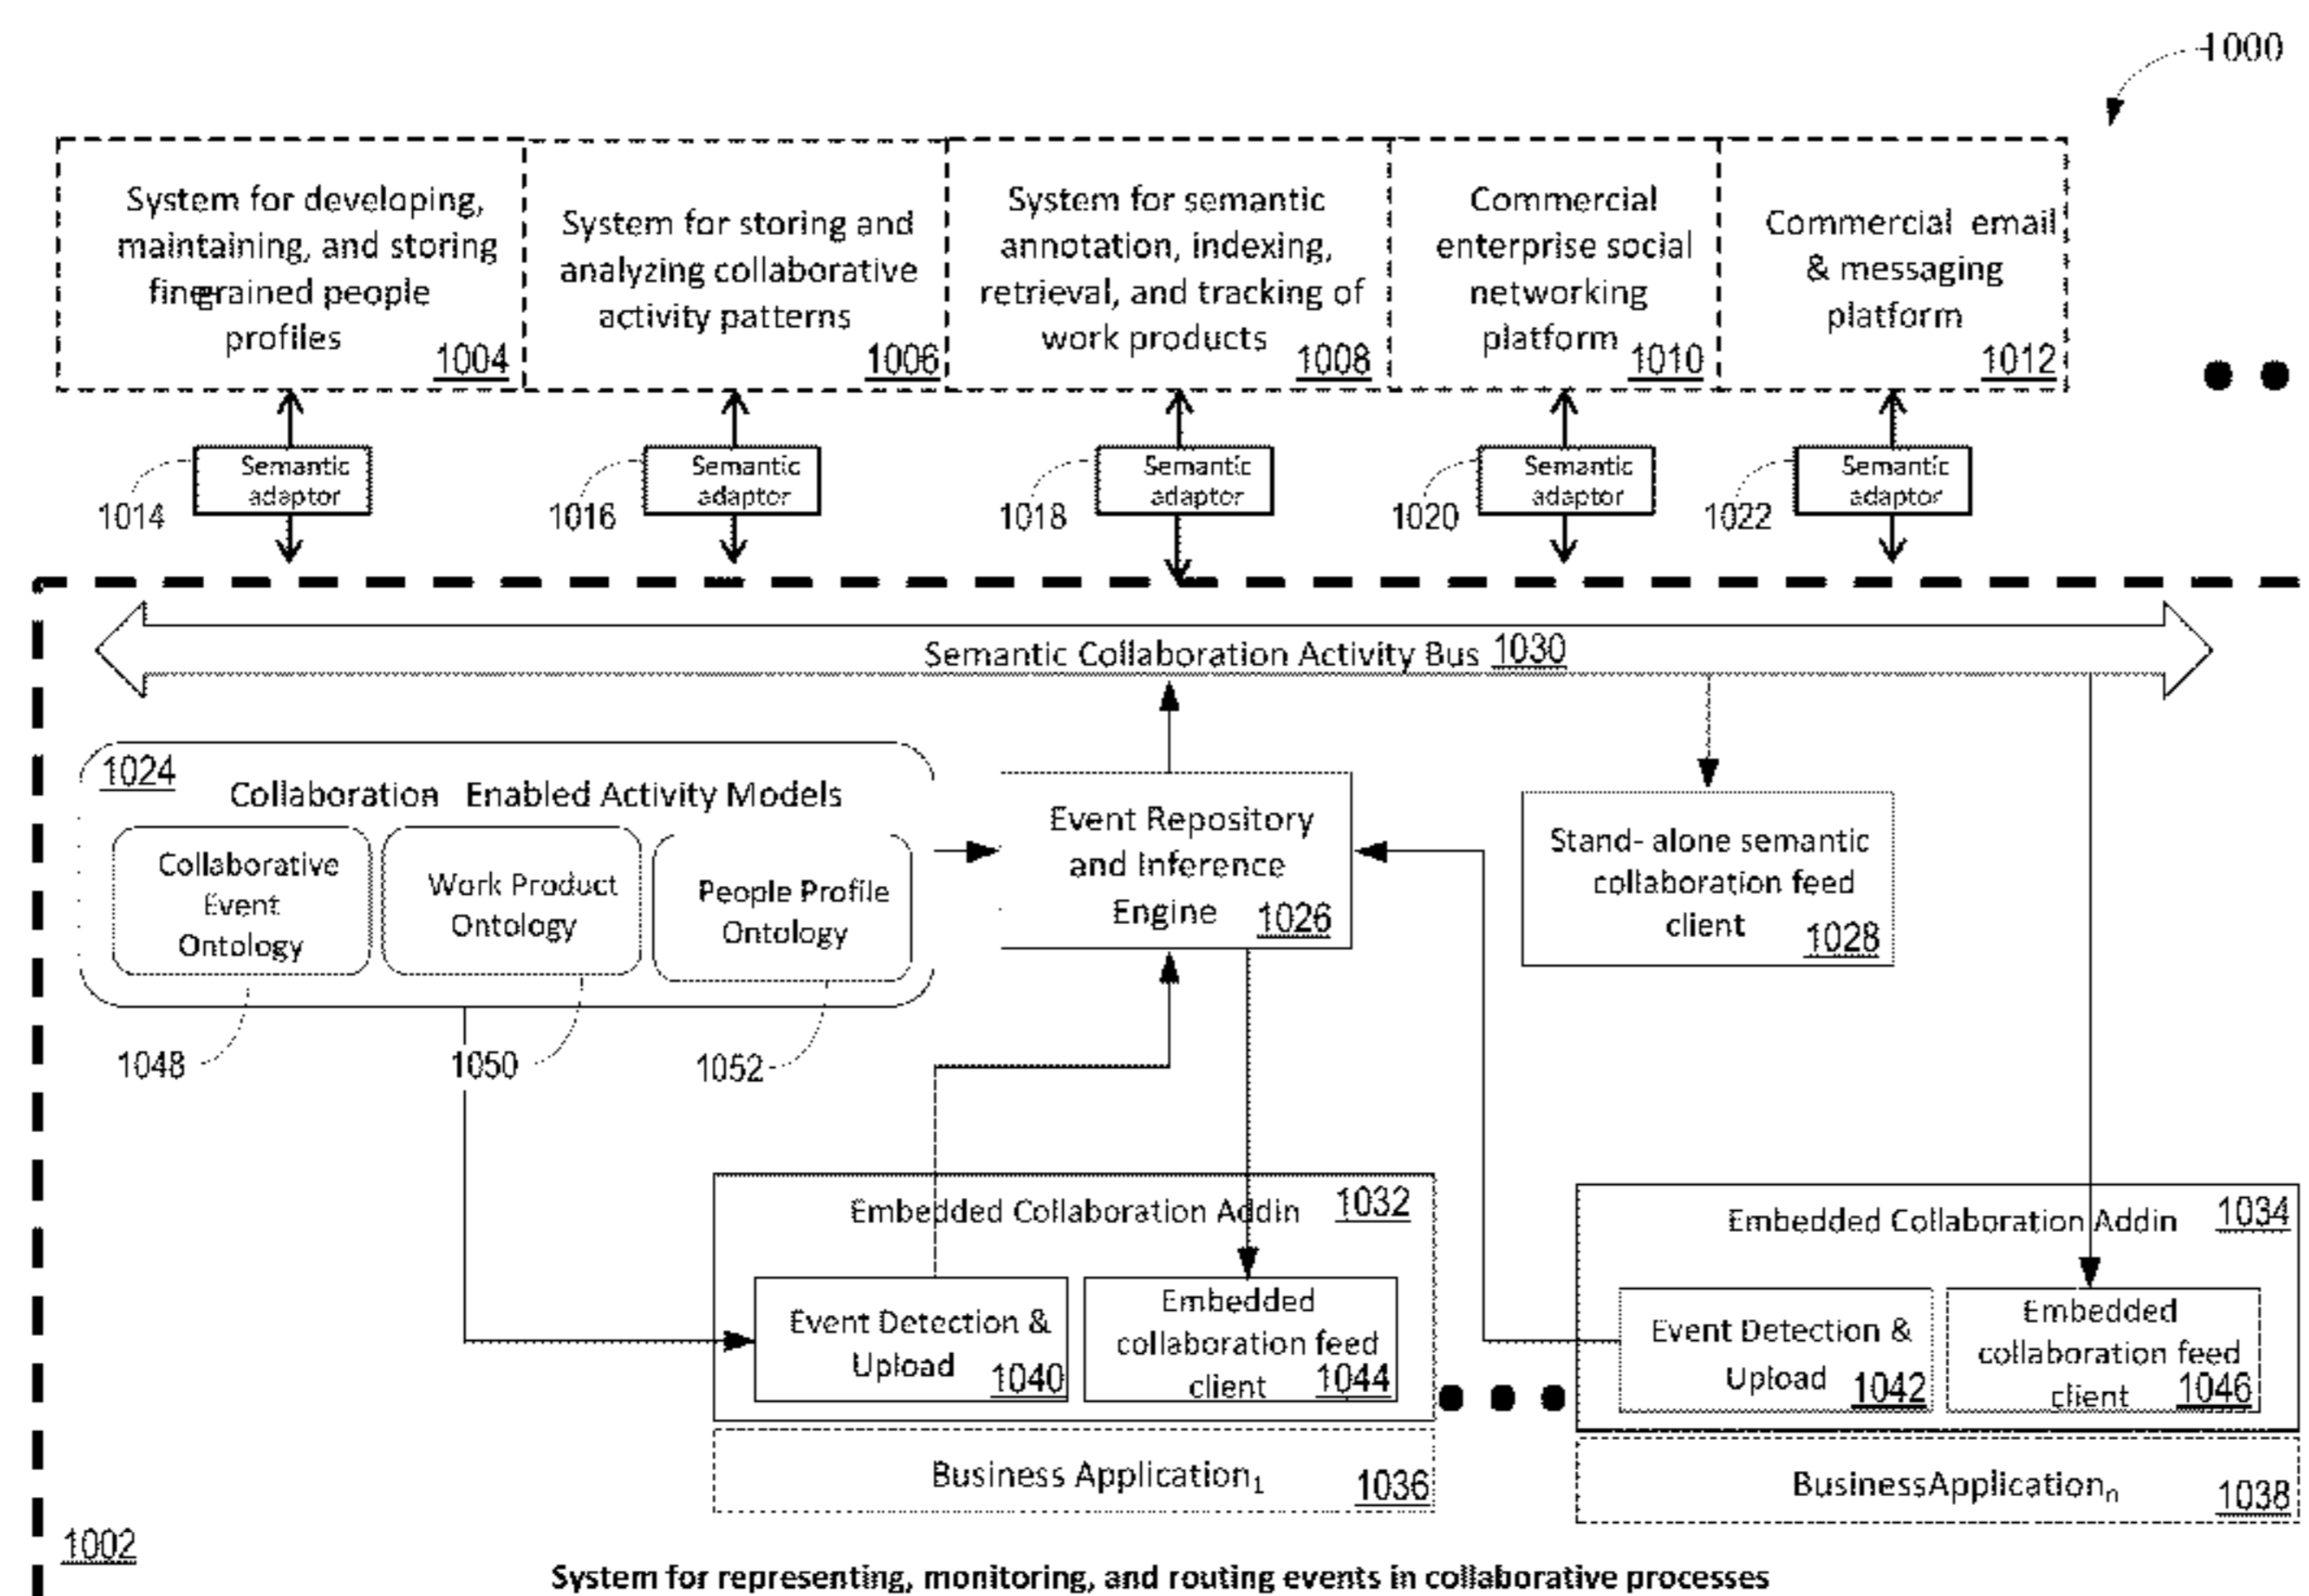 1000
System for developing,
maintaining, and storing
finegrained people
profiles
1004
System for storing and
analyzing collaborative
activity patterns
1006
System for semantic
annotation, indexing,
retrieval, and tracking of
work products
1008
Commercial
enterprise social
networking
platform
1010
Commercial email
& messaging
platform
1012
Semantic
adaptor
1014
Semantic
adaptor
1016
Semantic
adaptor
1018
Semantic
adaptor
1020
Semantic
adaptor
1022
Semantic Collaboration Activity Bus 1030
1024
Collaboration Enabled Activity Models
Collaborative
Event
Ontology
Work Product
Ontology
People Profile
Ontology
1048
1050
1052
Event Repository
and Inference
Engine 1026
Stand- alone semantic
collaboration feed
client 1028
Embedded Collaboration Addin 1032
Event Detection &
Upload 1040
Embedded
collaboration feed
client 1044
Business Application1 1036
Embedded Collaboration Addin 1034
Event Detection &
Upload 1042
Embedded
collaboration feed
client 1046
BusinessApplicationn 1038
1002
System for representing, monitoring, and routing events in collaborative processes